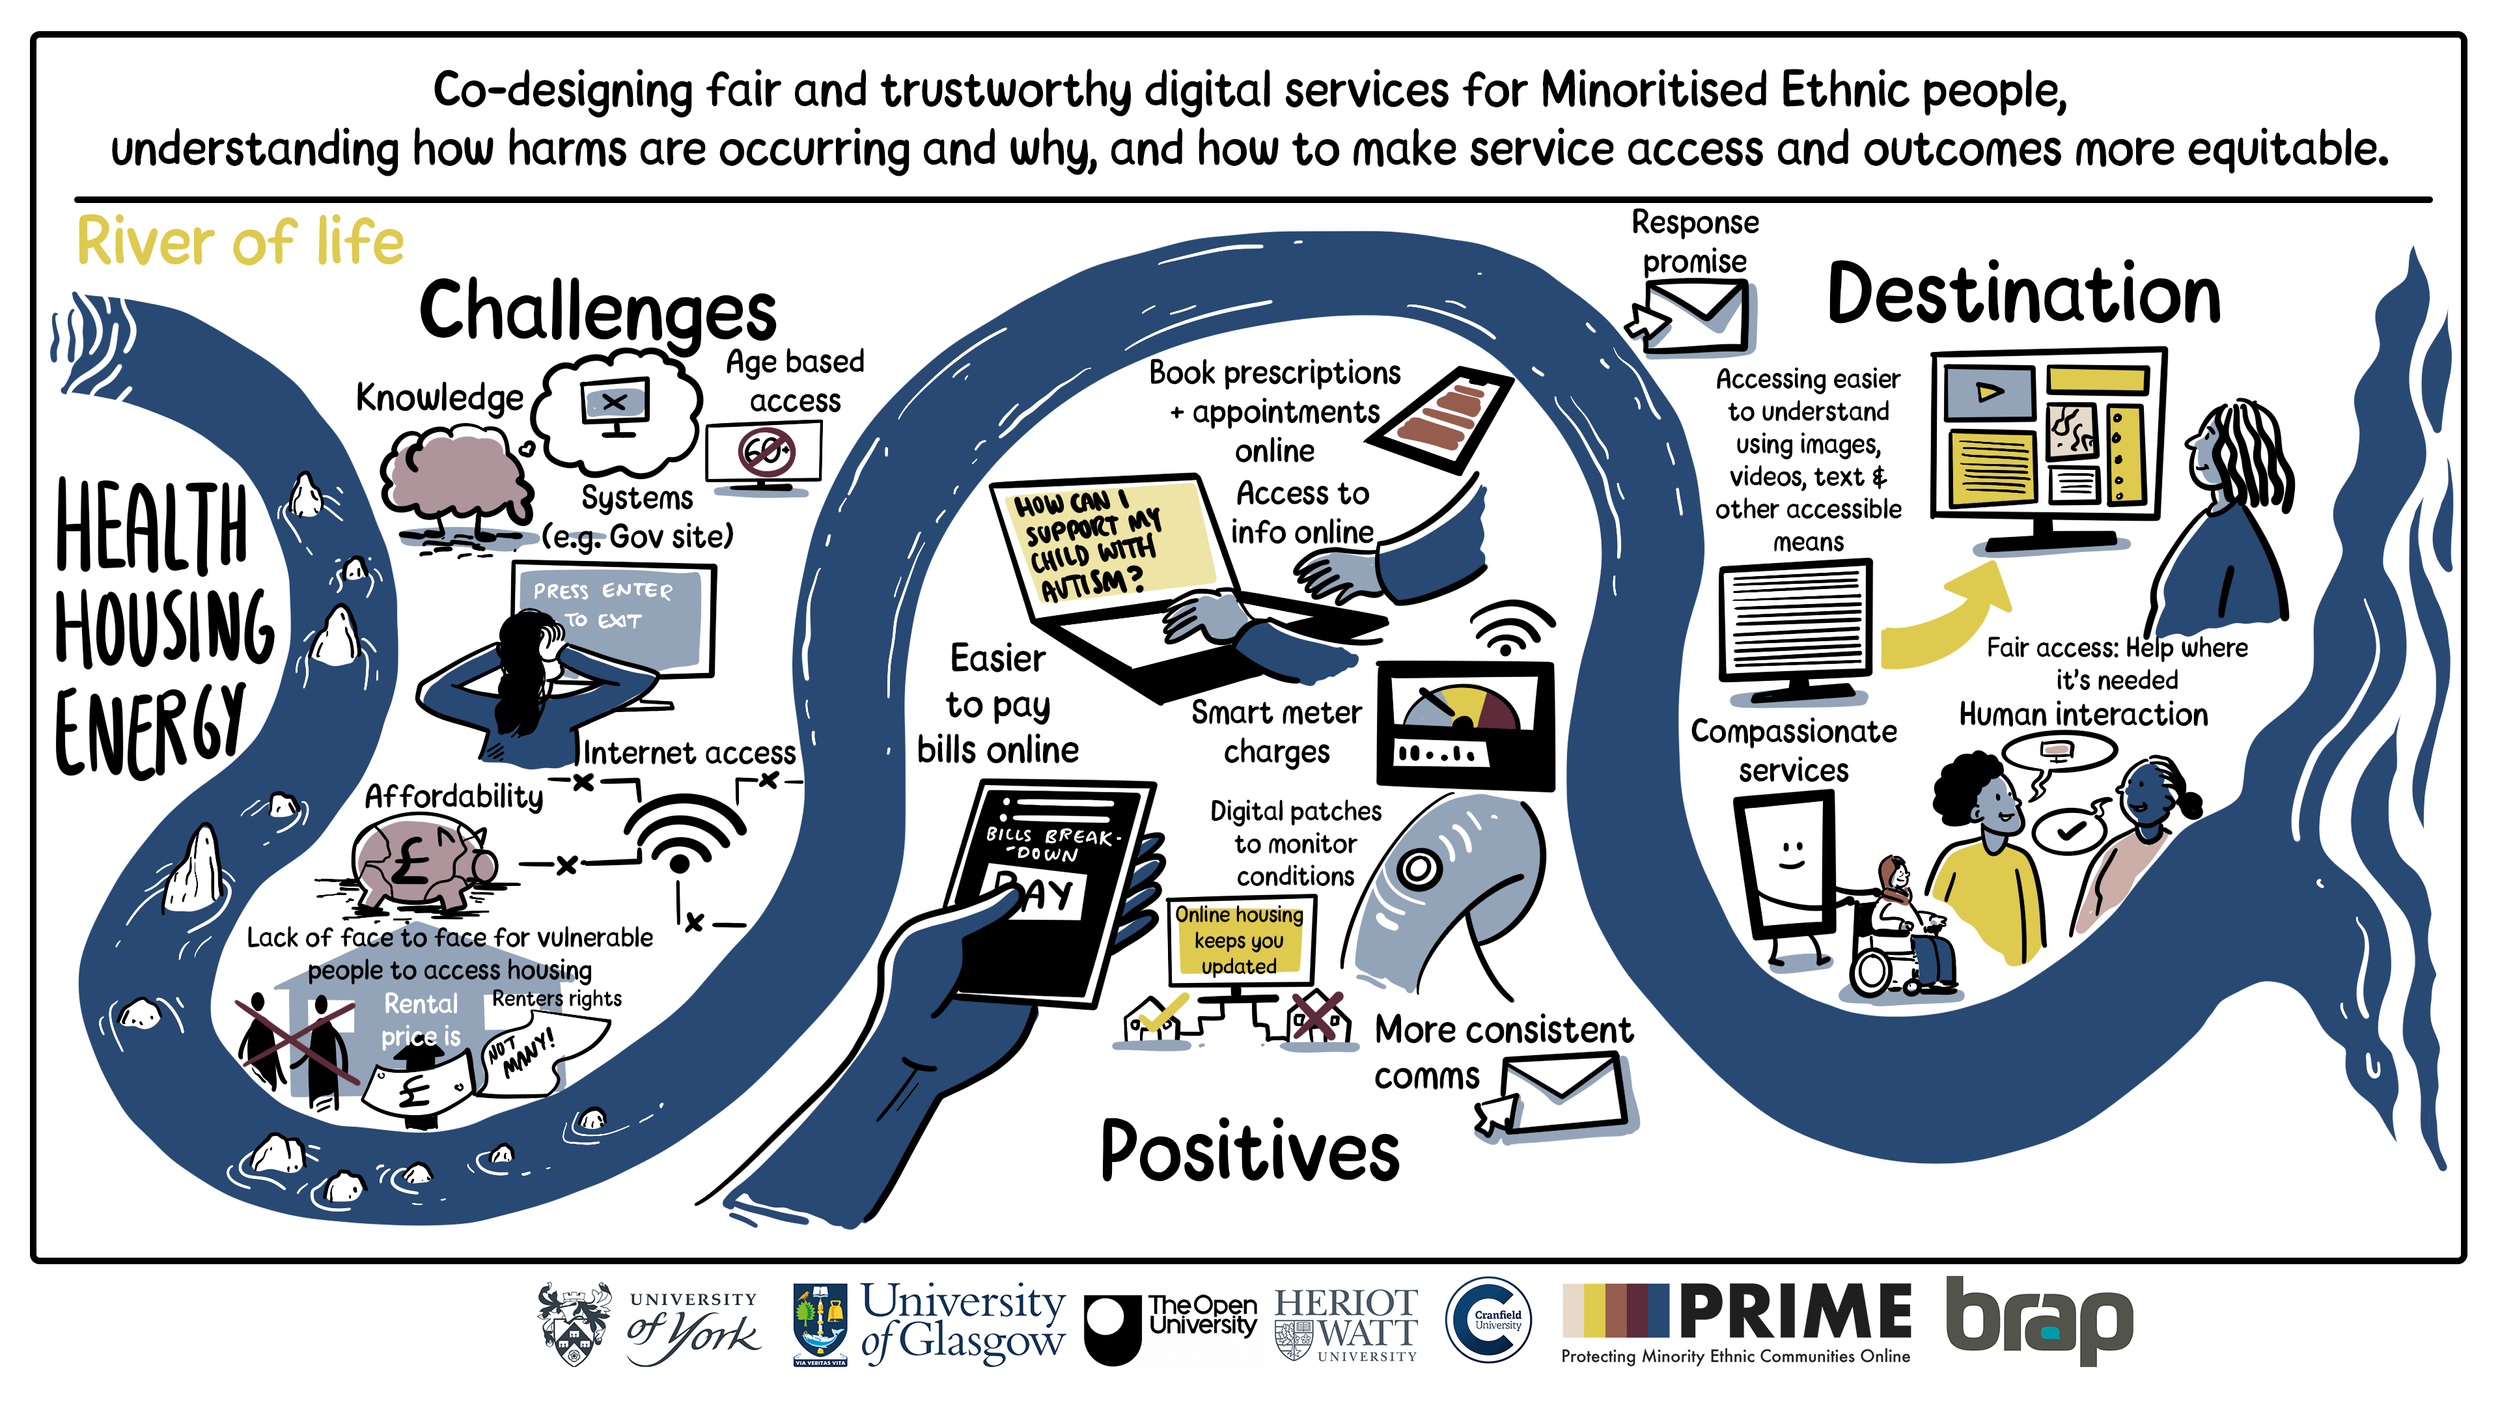 Co-designing fair and trustworthy digital services for Minoritised Ethnic people,
understanding how harms are occurring and why, and how to make service access and outcomes more equitable.
River of life
HEALTH
HOUSING
ENERGY
Challenges
Knowledge
Age based
access
60+
Systems
(e.g. Gov site)
PRESS ENTER
TO EXIT
Internet access
Affordability
£
Lack of face to face for vulnerable
people to access housing
Rental
price is
£
Renters rights
NOT
MANY!
Book prescriptions
+ appointments
online
HOW CAN I
SUPPORT MY
CHILD WITH
AUTISM?
Access to
info online
Easier
to pay
bills online
BILLS BREAK-
-DOWN
PAY
Smart meter
charges
Digital patches
to monitor
conditions
Online housing
keeps you
updated
More consistent
comms
Positives
Response
promise
Destination
Accessing easier
to understand
using images,
videos, text &
other accessible
means
Fair access: Help where
it's needed
Human interaction
Compassionate
services
UNIVERSITY
of York
VIA VERITAS VITA
University
of Glasgow
The Open
University
HERIOT
WATT
UNIVERSITY
Cranfield
University
PRIME
Protecting Minority Ethnic Communities Online
brap